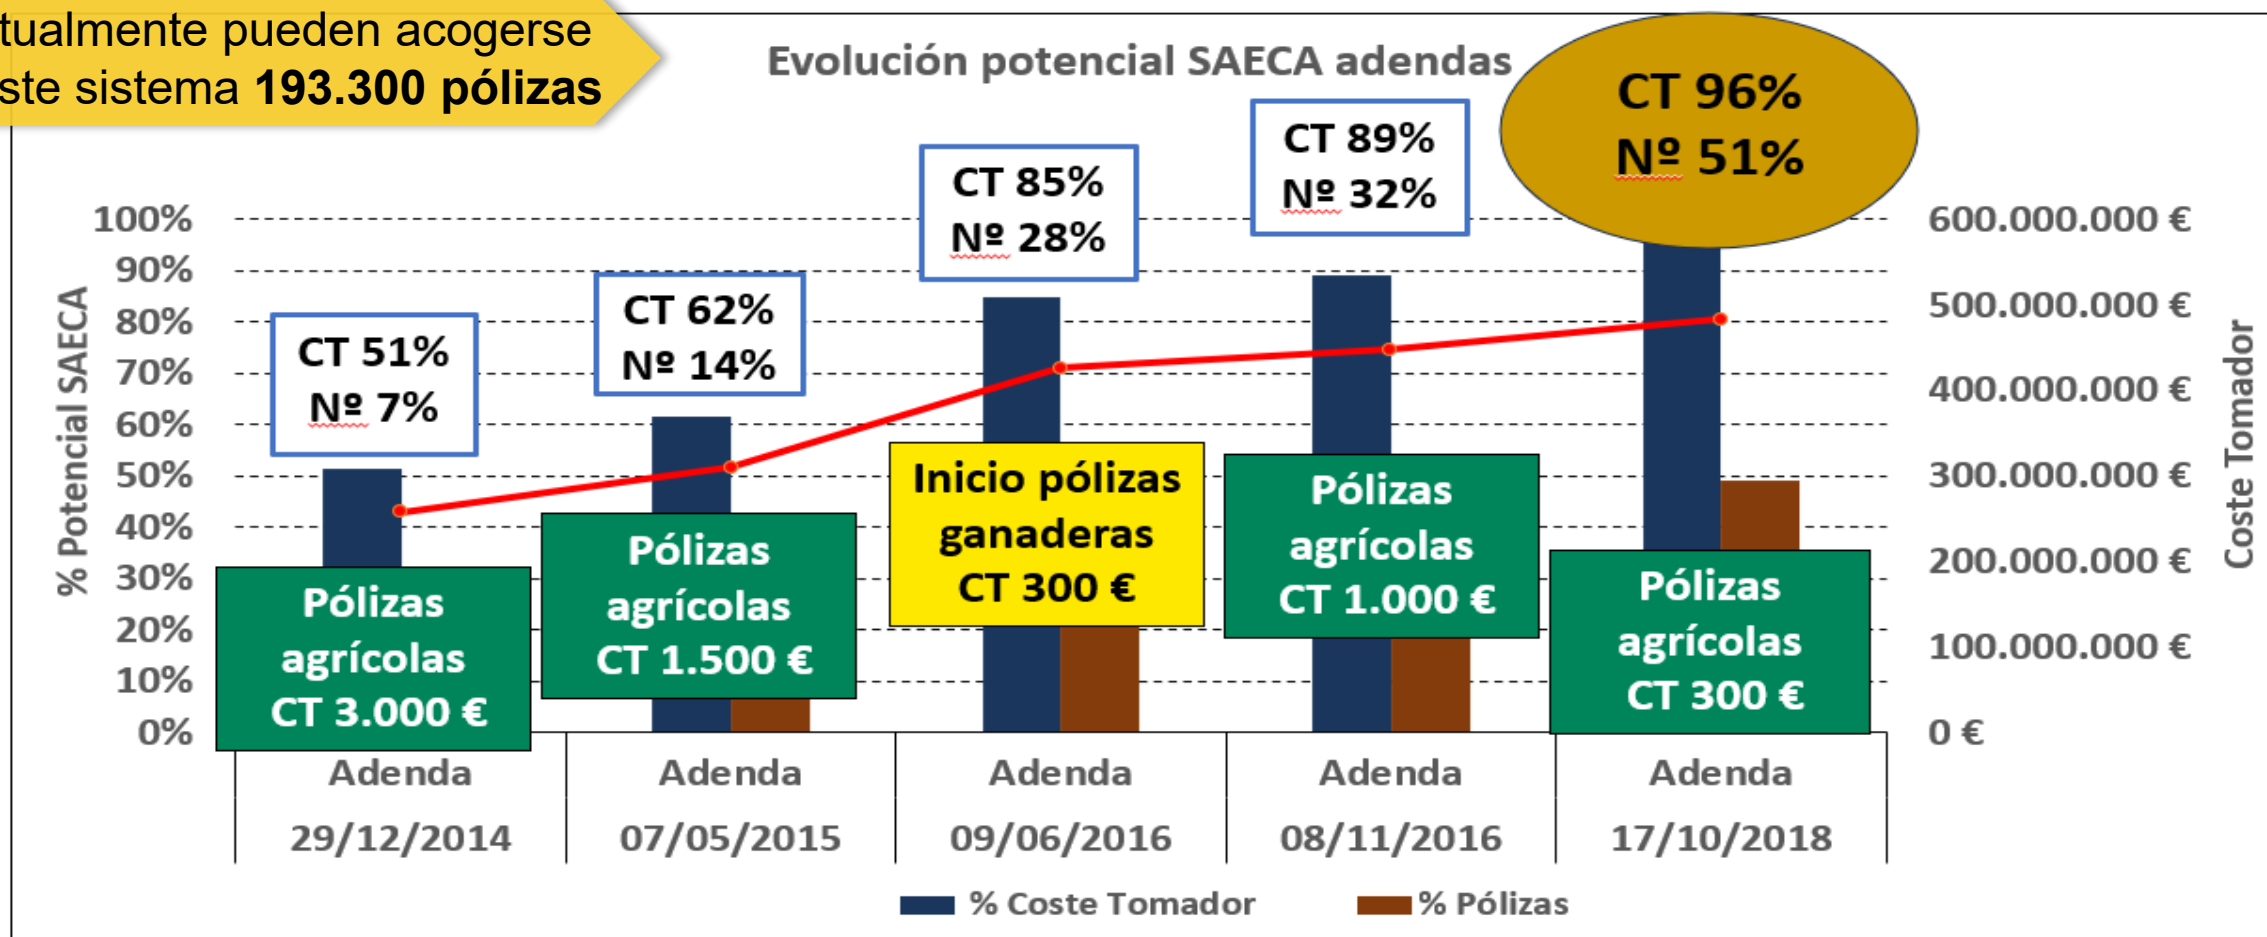 tualmente pueden acogerse
ste sistema 193.300 pólizas
Evolución potencial SAECA adendas
CT 96%
Nº 51%
CT 89%
Nº 32%
CT 85%
Nº 28%
CT 62%
Nº 14%
CT 51%
Nº 7%
% Potencial SAECA
100%
90%
80%
70%
60%
50%
40%
30%
20%
10%
0%
Pólizas
agrícolas
CT 3.000 €
Pólizas
agrícolas
CT 1.500 €
Inicio pólizas
ganaderas
CT 300 €
Pólizas
agrícolas
CT 1.000 €
Pólizas
agrícolas
CT 300 €
600.000.000 €
500.000.000 €
400.000.000 €
300.000.000 €
200.000.000 €
100.000.000 €
0 €
Coste Tomador
Adenda
29/12/2014
Adenda
07/05/2015
Adenda
09/06/2016
Adenda
08/11/2016
Adenda
17/10/2018
% Coste Tomador
% Pólizas